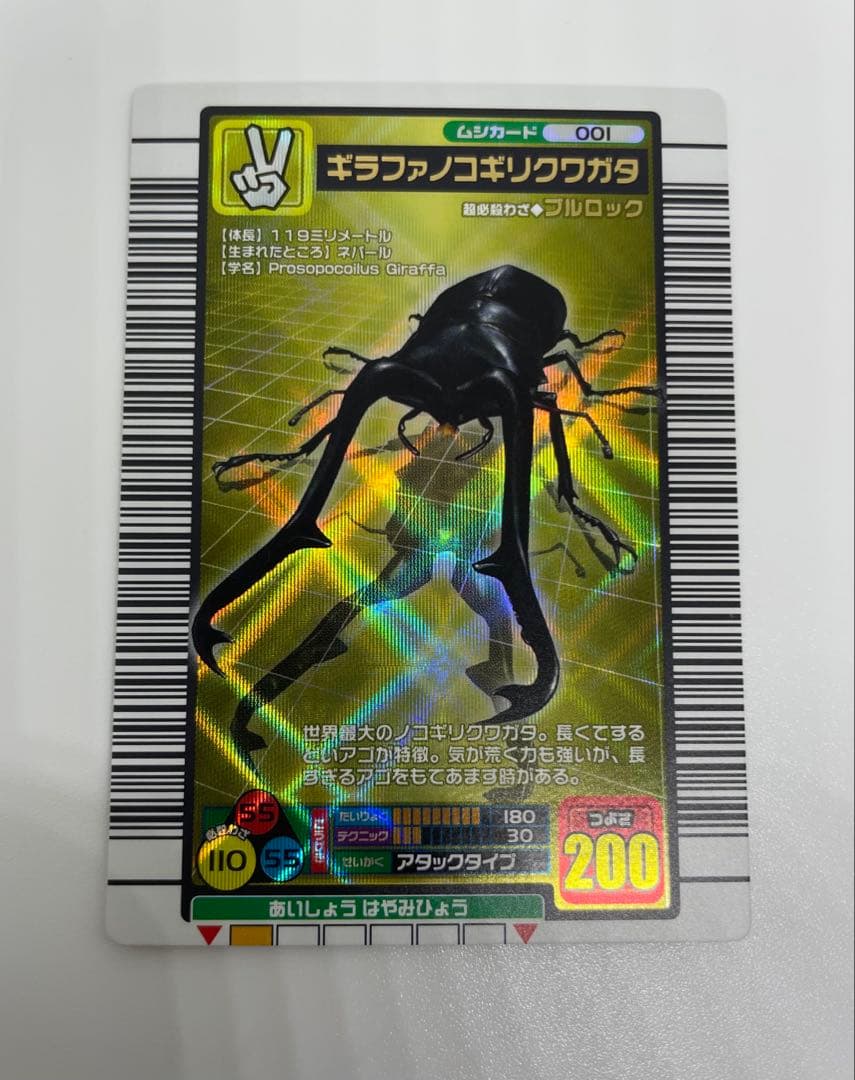 ムシカード 001
ギラファノコギリクワガタ
超必殺わざ◆ブルロック
【体長】119ミリメートル
【生まれたところ】ネパール
【学名】Prosopocoilus Giraffa
世界最大のノコギリクワガタ。長くてする
どいアゴが特徴。気が荒く力も強いが、長
すぎるアゴをもてあます時がある。
55
必殺わざ
110 55
たいりょく 180
テクニック 30
せいかく アタックタイプ
つよさ
200
あいしょう はやみひょう